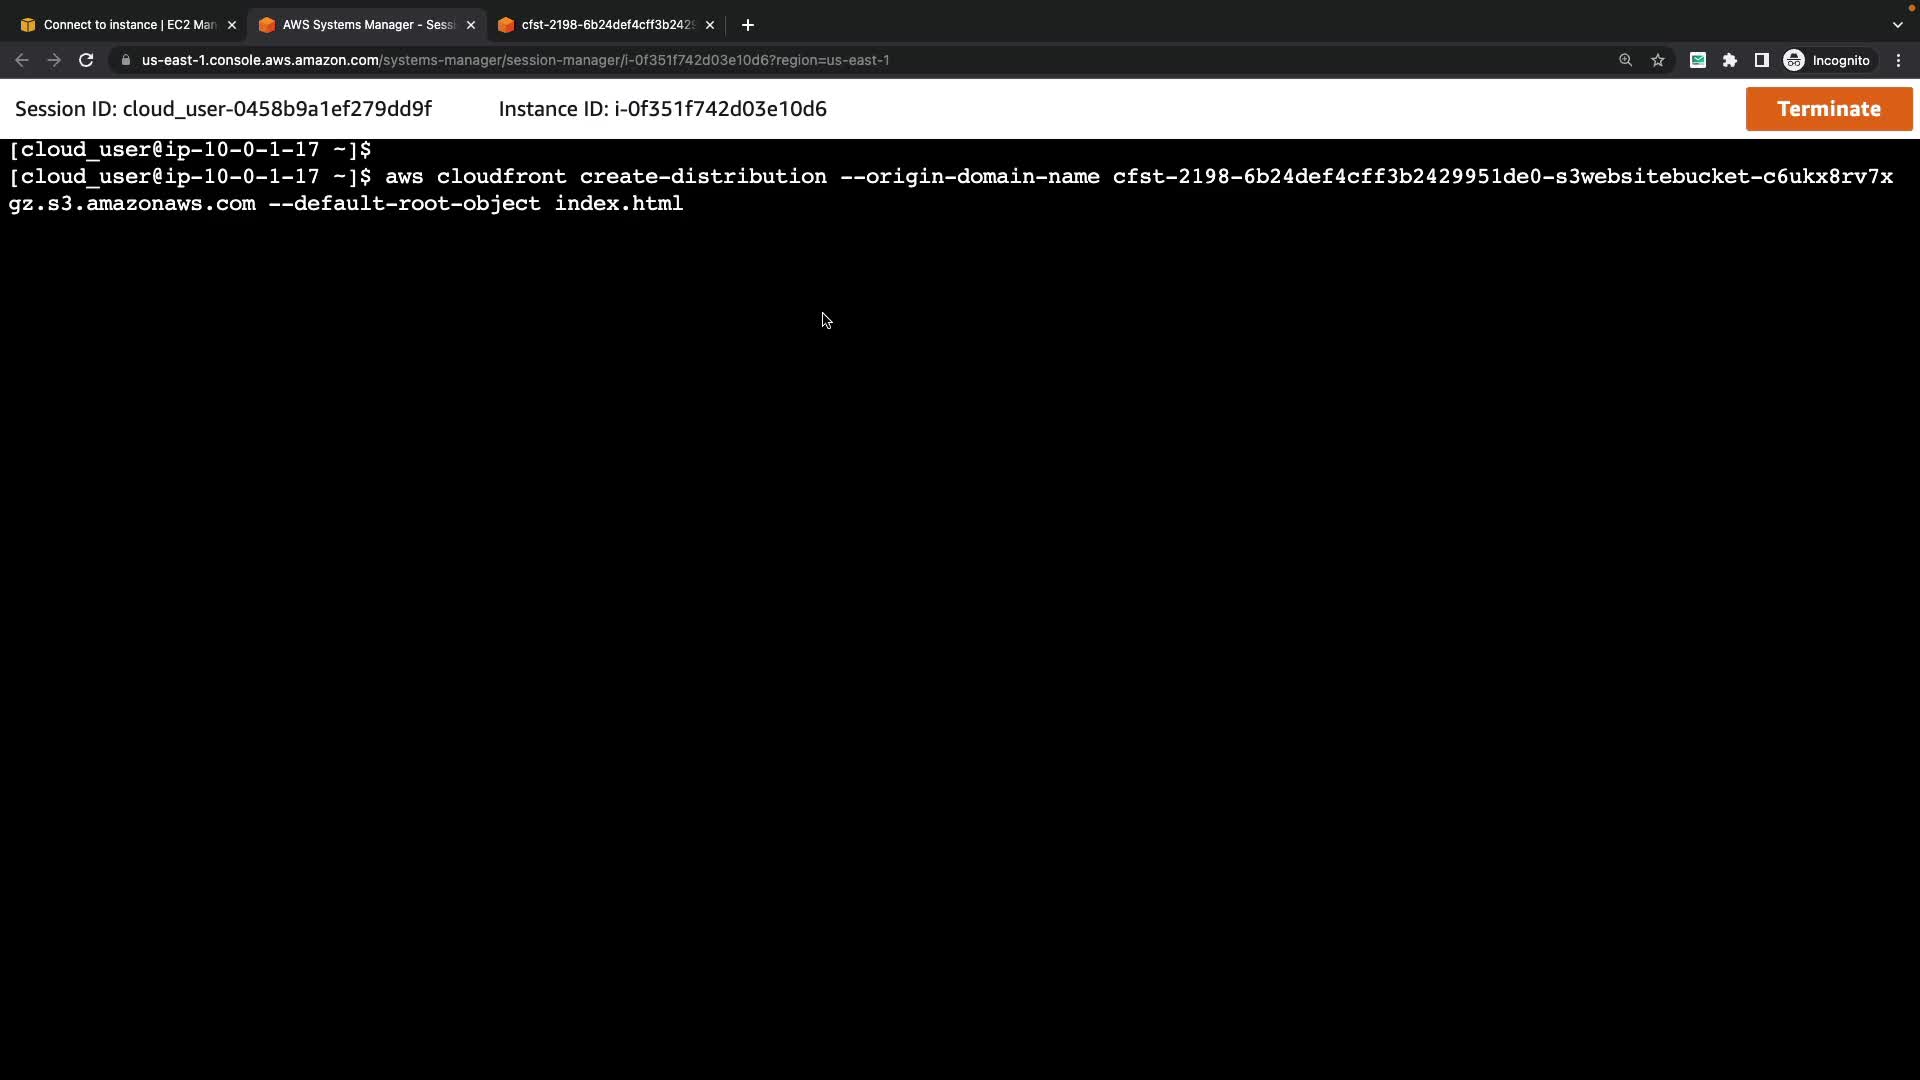 Connect to instance | EC2 Man
AWS Systems Manager - Sessi
cfst-2198-6b24def4cff3b2429
us-east-1.console.aws.amazon.com/systems-manager/session-manager/i-0f351f742d03e10d6?region=us-east-1
Incognito
Session ID: cloud_user-0458b9a1ef279dd9f Instance ID: i-0f351f742d03e10d6
Terminate
[cloud_user@ip-10-0-1-17 ~]$
[cloud_user@ip-10-0-1-17 ~]$ aws cloudfront create-distribution --origin-domain-name cfst-2198-6b24def4cff3b2429951de0-s3websitebucket-c6ukx8rv7x
gz.s3.amazonaws.com --default-root-object index.html